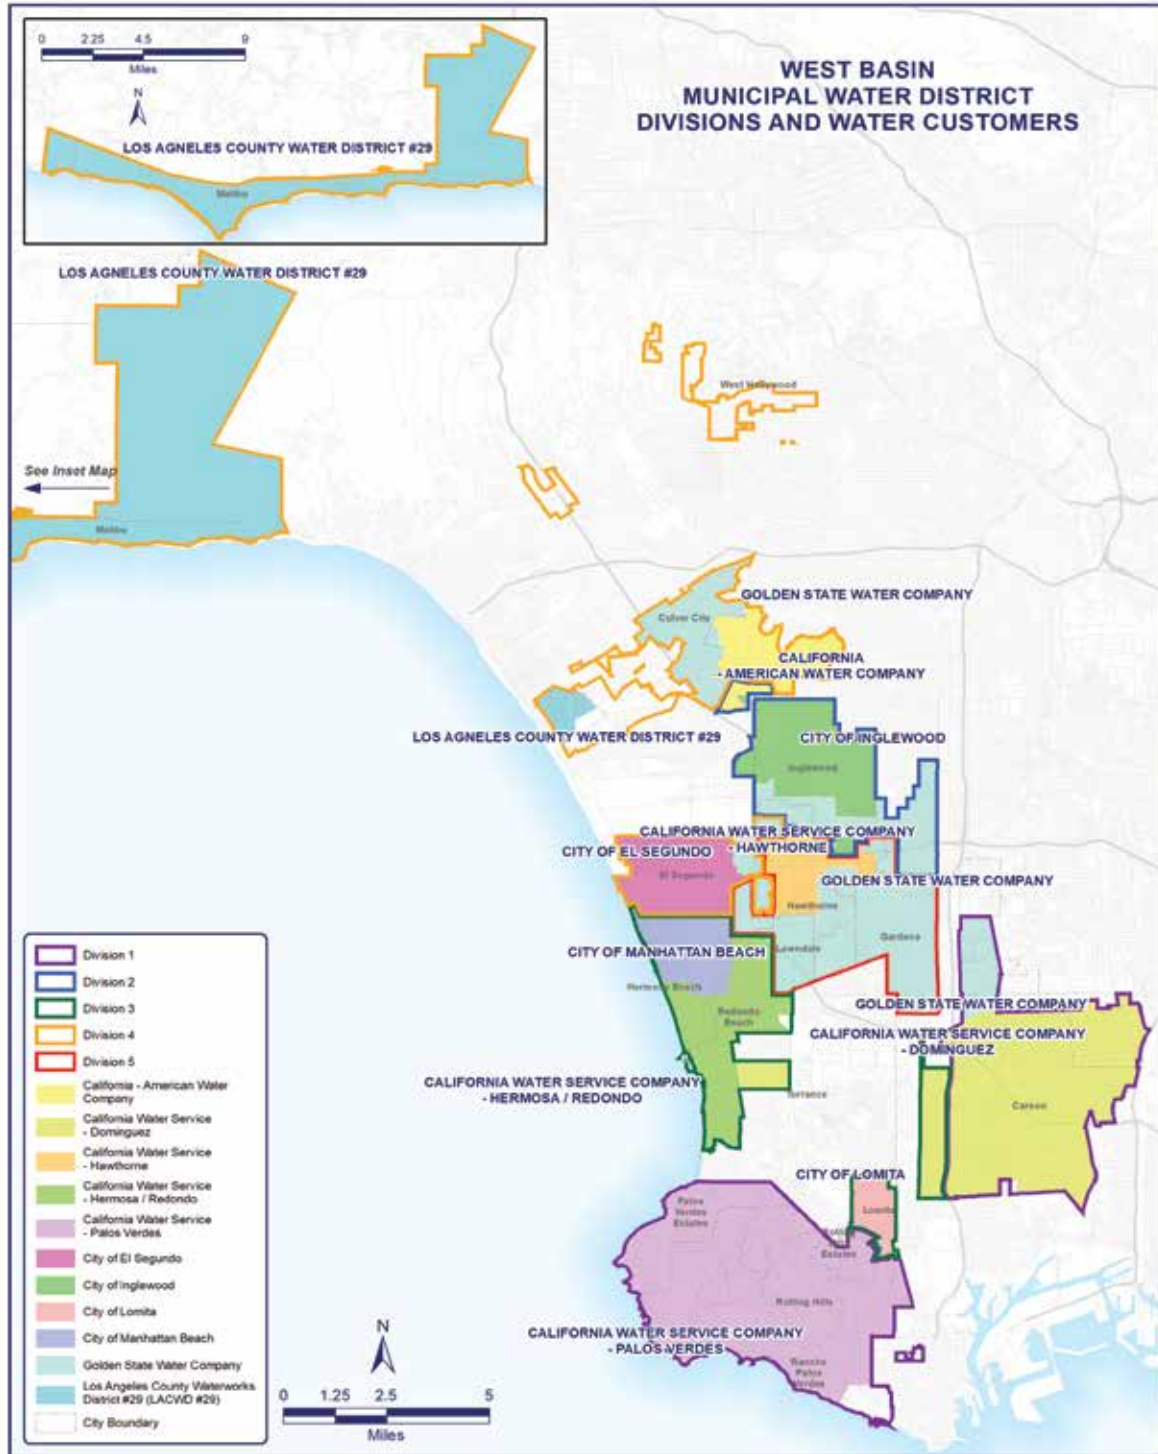 0 2.25 4.5 9
Miles
N
LOS AGNELES COUNTY WATER DISTRICT #29
Malibu
WEST BASIN
MUNICIPAL WATER DISTRICT
DIVISIONS AND WATER CUSTOMERS
LOS AGNELES COUNTY WATER DISTRICT #29
West Hollywood
See Inset Map
Malibu
GOLDEN STATE WATER COMPANY
Culver City
CALIFORNIA
- AMERICAN WATER COMPANY
LOS AGNELES COUNTY WATER DISTRICT #29
CITY OF INGLEWOOD
Inglewood
CALIFORNIA WATER SERVICE COMPANY
- HAWTHORNE
CITY OF EL SEGUNDO
El Segundo
GOLDEN STATE WATER COMPANY
Hawthorne
Gardena
Lawndale
CITY OF MANHATTAN BEACH
Hermosa Beach
Redondo
Beach
GOLDEN STATE WATER COMPANY
CALIFORNIA WATER SERVICE COMPANY
- DOMINGUEZ
CALIFORNIA WATER SERVICE COMPANY
- HERMOSA / REDONDO
Torrance
Carson
CITY OF LOMITA
Lomita
Palos
Verdes
Estates
Rolling
Estates
Rolling Hills
CALIFORNIA WATER SERVICE COMPANY
- PALOS VERDES
Rancho
Palos
Verdes
Division 1
Division 2
Division 3
Division 4
Division 5
California - American Water
Company
California Water Service
- Dominguez
California Water Service
- Hawthorne
California Water Service
- Hermosa / Redondo
California Water Service
- Palos Verdes
City of El Segundo
City of Inglewood
City of Lomita
City of Manhattan Beach
Golden State Water Company
Los Angeles County Waterworks
District #29 (LACWD #29)
City Boundary
N
0 1.25 2.5 5
Miles